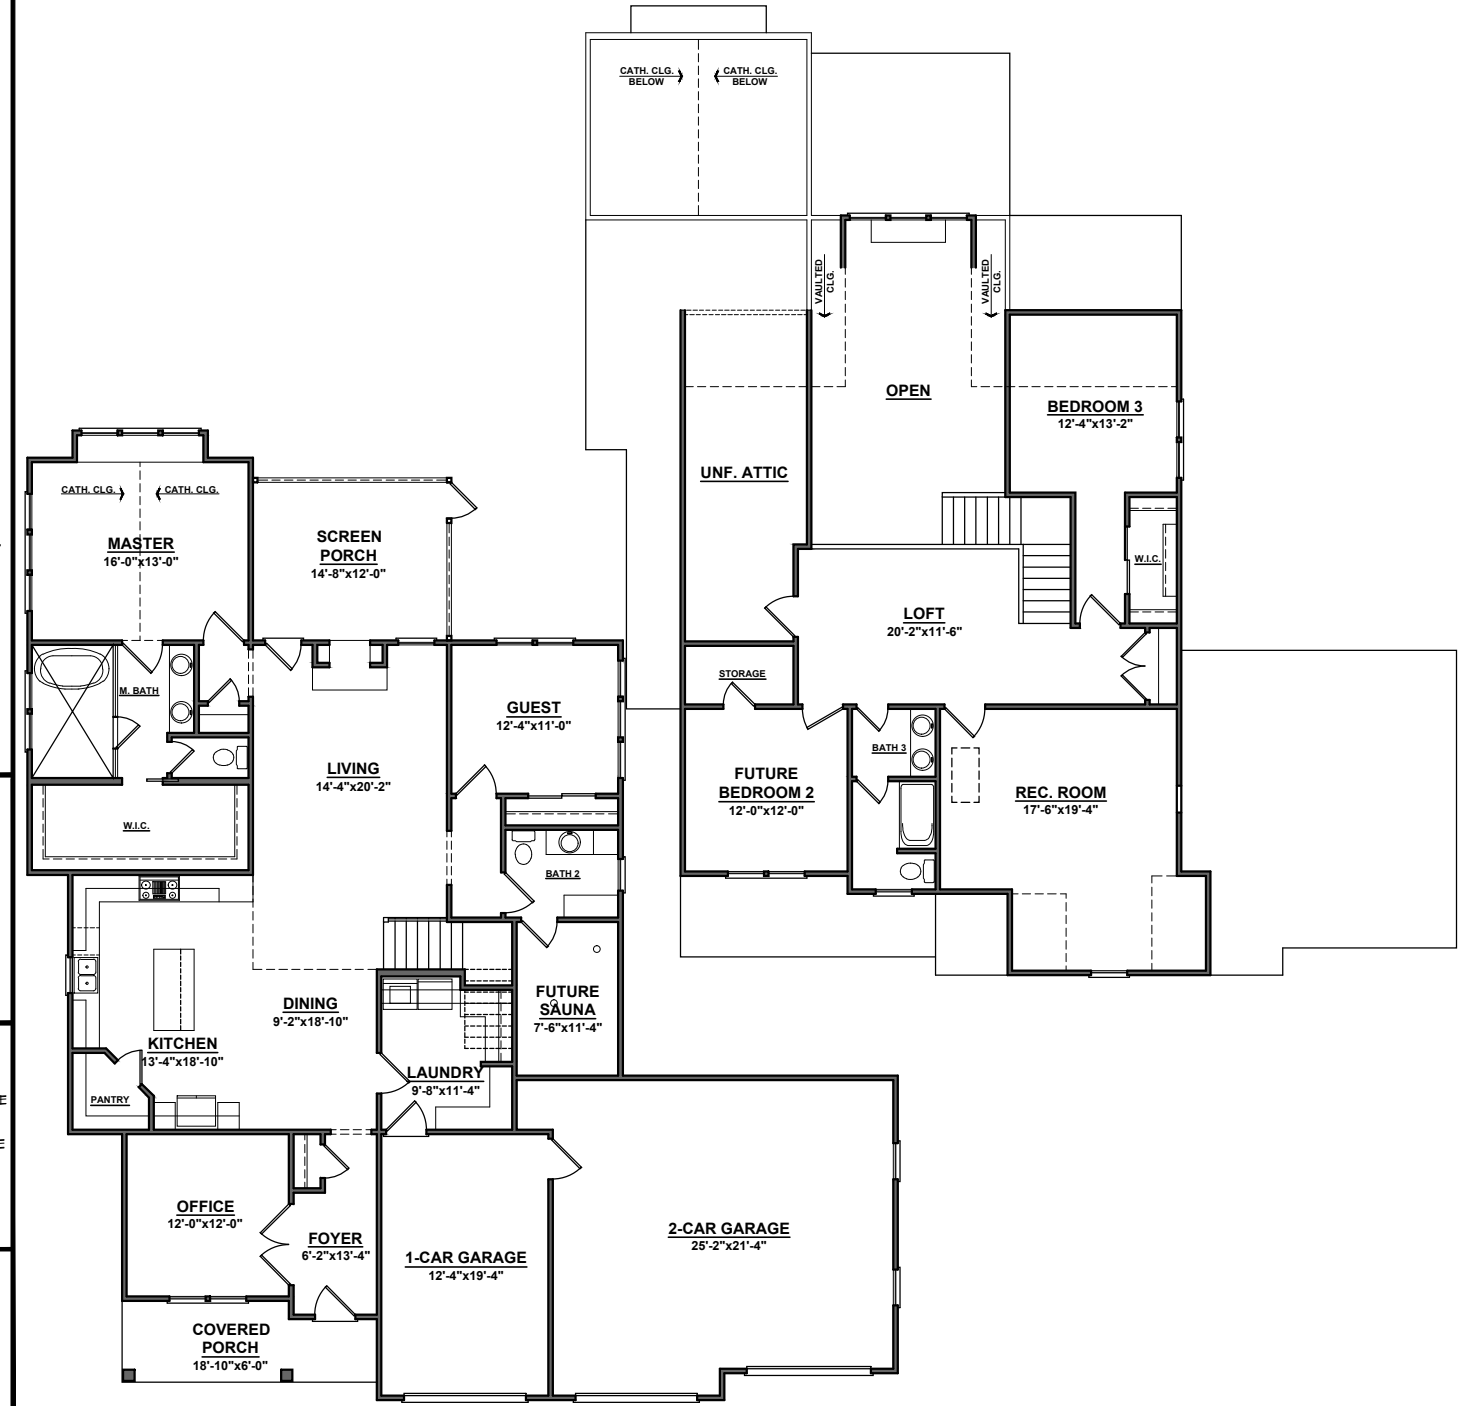 CATH. CLG.
BELOW
CATH. CLG.
BELOW
VAULTED
CLG.
VAULTED
CLG.
OPEN
BEDROOM 3
12'-4"x13'-2"
UNF. ATTIC
W.I.C.
LOFT
20'-2"x11'-6"
STORAGE
BATH 3
FUTURE
BEDROOM 2
12'-0"x12'-0"
REC. ROOM
17'-6"x19'-4"
CATH. CLG.
CATH. CLG.
MASTER
16'-0"x13'-0"
SCREEN
PORCH
14'-8"x12'-0"
M. BATH
GUEST
12'-4"x11'-0"
LIVING
14'-4"x20'-2"
W.I.C.
BATH 2
DINING
9'-2"x18'-10"
FUTURE
SAUNA
7'-6"x11'-4"
KITCHEN
13'-4"x18'-10"
LAUNDRY
9'-8"x11'-4"
PANTRY
OFFICE
12'-0"x12'-0"
FOYER
6'-2"x13'-4"
1-CAR GARAGE
12'-4"x19'-4"
2-CAR GARAGE
25'-2"x21'-4"
COVERED
PORCH
18'-10"x6'-0"